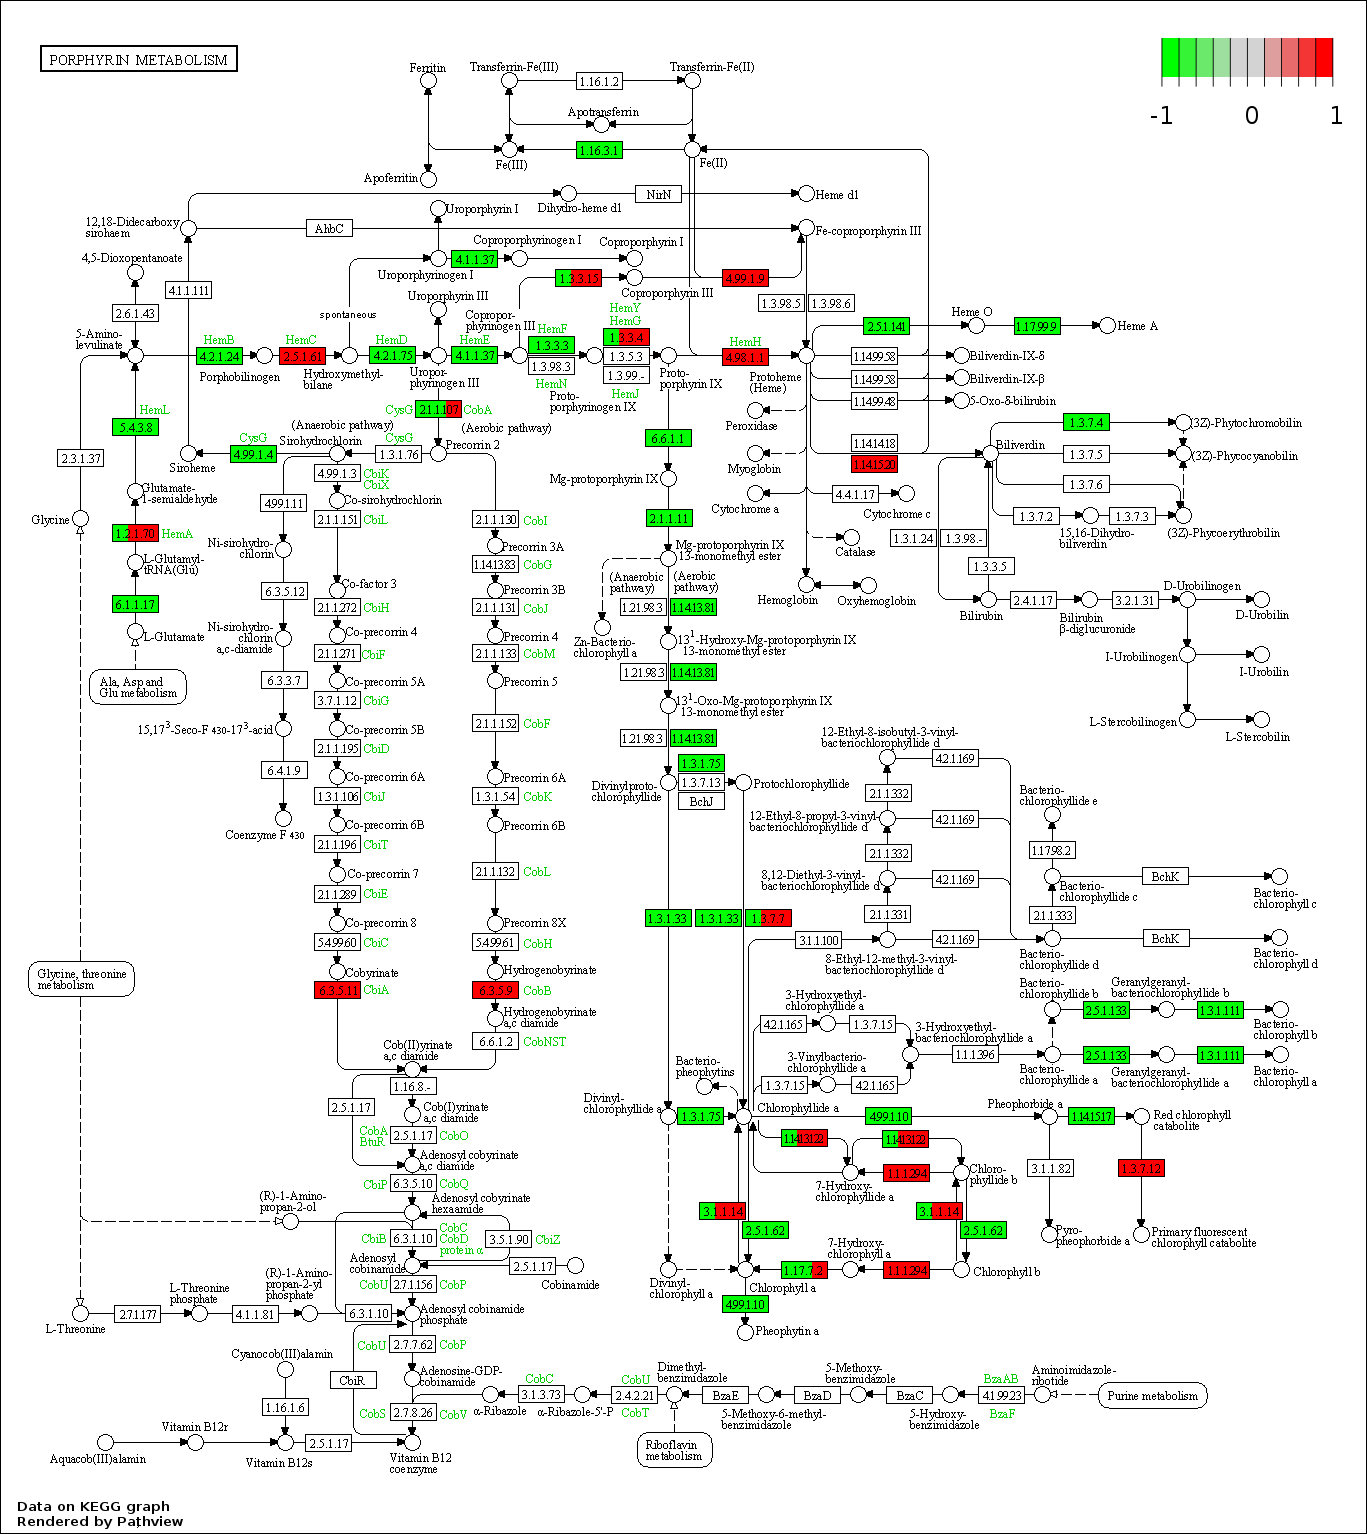 PORPHYRIN METABOLISM
-1
0
1
Ferritin
Transferrin-Fe(III)
1.16.1.2
Transferrin-Fe(II)
Apotransferrin
1.16.3.1
Fe(III)
Fe(II)
Apoferritin
Dihydro-heme d1
NirN
Heme d1
12,18-Didecarboxy
sirohaem
AhbC
Uroporphyrin I
Fe-coproporphyrin III
4,5-Dioxopentanoate
Coproporphyrinogen I
Coproporphyrin I
4.1.1.37
Uroporphyrinogen I
1.3.3.15
Coproporphyrin III
4.99.1.9
4.1.1.111
2.6.1.43
Uroporphyrin III
1.3.98.5
1.3.98.6
spontaneous
Copropor-
phyrinogen III
HemY
HemG
Heme O
2.5.1.141
1.17.99.9
Heme A
5-Amino-
levulinate
HemB
4.2.1.24
Porphobilinogen
HemC
2.5.1.61
Hydroxymethyl-
bilane
HemD
4.2.1.75
Uropor-
phyrinogen III
HemE
4.1.1.37
HemF
1.3.3.3
1.3.98.3
HemN
Proto-
porphyrinogen IX
1.3.3.4
1.3.5.3
1.3.99.-
HemJ
Proto-
porphyrin IX
HemH
4.98.1.1
Protoheme
(Heme)
1.14.99.58
Biliverdin-IX-δ
1.14.99.58
Biliverdin-IX-β
1.14.99.48
5-Oxo-δ-bilirubin
HemL
5.4.3.8
CysG
2.1.1.107
CobA
(Anaerobic pathway)
(Aerobic pathway)
Peroxidase
1.14.14.18
1.14.15.20
Biliverdin
1.3.7.4
(3Z)-Phytochromobilin
1.3.7.5
(3Z)-Phycocyanobilin
1.3.7.6
1.3.7.2
15,16-Dihydro-
biliverdin
1.3.7.3
(3Z)-Phycoerythrobilin
2.3.1.37
Siroheme
CysG
4.99.1.4
Sirohydrochlorin
CysG
1.3.1.76
Precorrin 2
6.6.1.1
Myoglobin
Mg-protoporphyrin IX
Cytochrome a
4.4.1.17
Cytochrome c
Glycine
Glutamate-
1-semialdehyde
1.2.1.70
HemA
L-Glutamyl-
tRNA(Glu)
6.1.1.17
L-Glutamate
Ala, Asp and
Glu metabolism
4.99.1.11
Ni-sirohydro-
chlorin
6.3.5.12
Ni-sirohydro-
chlorin
a,c-diamide
6.3.3.7
15,17³-Seco-F 430-17³-acid
6.4.1.9
Coenzyme F 430
4.99.1.3
CbiK
CbiX
Co-sirohydrochlorin
2.1.1.151
CbiL
Co-factor 3
2.1.1.272
CbiH
Co-precorrin 4
2.1.1.271
CbiF
Co-precorrin 5A
3.7.1.12
CbiG
Co-precorrin 5B
2.1.1.195
CbiD
Co-precorrin 6A
1.3.1.106
CbiJ
Co-precorrin 6B
2.1.1.196
CbiT
Co-precorrin 7
2.1.1.289
CbiE
Co-precorrin 8
5.4.99.60
CbiC
Cobyrinate
6.3.5.11
CbiA
2.1.1.130
CobI
Precorrin 3A
1.14.13.83
CobG
Precorrin 3B
2.1.1.131
CobJ
Precorrin 4
2.1.1.133
CobM
Precorrin 5
2.1.1.152
CobF
Precorrin 6A
1.3.1.54
CobK
Precorrin 6B
2.1.1.132
CobL
Precorrin 8X
5.4.99.61
CobH
Hydrogenobyrinate
6.3.5.9
CobB
Hydrogenobyrinate
a,c diamide
6.6.1.2
CobNST
2.1.1.11
Mg-protoporphyrin IX
13-monomethyl ester
(Anaerobic
pathway)
(Aerobic
pathway)
1.21.98.3
1.14.13.81
Zn-Bacterio-
chlorophyll a
13¹-Hydroxy-Mg-protoporphyrin IX
13-monomethyl ester
1.21.98.3
1.14.13.81
13¹-Oxo-Mg-protoporphyrin IX
13-monomethyl ester
1.21.98.3
1.14.13.81
1.3.1.75
1.3.7.13
BchJ
Divinylproto-
chlorophyllide
Protochlorophyllide
Catalase
Hemoglobin
Oxyhemoglobin
1.3.1.24
1.3.98.-
1.3.3.5
Bilirubin
2.4.1.17
Bilirubin
β-diglucuronide
3.2.1.31
D-Urobilinogen
D-Urobilin
I-Urobilinogen
I-Urobilin
L-Stercobilinogen
L-Stercobilin
12-Ethyl-8-isobutyl-3-vinyl-
bacteriochlorophyllide d
4.2.1.169
2.1.1.332
12-Ethyl-8-propyl-3-vinyl-
bacteriochlorophyllide d
4.2.1.169
2.1.1.332
8,12-Diethyl-3-vinyl-
bacteriochlorophyllide d
4.2.1.169
2.1.1.331
3.1.1.100
8-Ethyl-12-methyl-3-vinyl-
bacteriochlorophyllide d
4.2.1.169
Bacterio-
chlorophyllide e
1.17.98.2
Bacterio-
chlorophyllide c
BchK
Bacterio-
chlorophyll c
2.1.1.333
Bacterio-
chlorophyllide d
BchK
Bacterio-
chlorophyll d
1.3.1.33
1.3.1.33
1.3.7.7
Glycine, threonine
metabolism
3-Hydroxyethyl-
chlorophyllide a
4.2.1.165
1.3.7.15
3-Hydroxyethyl-
bacteriochlorophyllide a
1.1.1.396
3-Vinylbacterio-
chlorophyllide a
1.3.7.15
4.2.1.165
Bacterio-
chlorophyllide b
2.5.1.133
Geranylgeranyl-
bacteriochlorophyllide b
1.3.1.111
Bacterio-
chlorophyll b
Bacterio-
chlorophyllide a
2.5.1.133
Geranylgeranyl-
bacteriochlorophyllide a
1.3.1.111
Bacterio-
chlorophyll a
Bacterio-
pheophytins
Divinyl-
chlorophyllide a
1.3.1.75
Chlorophyllide a
4.99.1.10
Pheophorbide a
1.14.15.17
Red chlorophyll
catabolite
1.14.13.122
1.14.13.122
7-Hydroxy-
chlorophyllide a
1.1.1.294
Chloro-
phyllide b
3.1.1.82
1.3.7.12
3.1.1.14
2.5.1.62
3.1.1.14
2.5.1.62
Pyro-
pheophorbide a
Primary fluorescent
chlorophyll catabolite
Divinyl-
chlorophyll a
Chlorophyll a
1.17.7.2
7-Hydroxy-
chlorophyll a
1.1.1.294
Chlorophyll b
4.99.1.10
Pheophytin a
Cob(II)yrinate
a,c diamide
1.16.8.-
2.5.1.17
Cob(I)yrinate
a,c diamide
CobA
BtuR
2.5.1.17
CobO
Adenosyl cobyrinate
a,c diamide
CbiP
6.3.5.10
CobQ
Adenosyl cobyrinate
hexaamide
(R)-1-Amino-
propan-2-ol
CbiB
6.3.1.10
CobC
CobD
protein α
3.5.1.90
CbiZ
Adenosyl
cobinamide
2.5.1.17
Cobinamide
CobU
2.7.1.156
CobP
L-Threonine
2.7.1.177
L-Threonine
phosphate
4.1.1.81
(R)-1-Amino-
propan-2-yl
phosphate
6.3.1.10
Adenosyl cobinamide
phosphate
CobU
2.7.7.62
CobP
Cyanocob(III)alamin
CbiR
Adenosine-GDP-
cobinamide
1.16.1.6
CobS
2.7.8.26
CobV
α-Ribazole
CobC
3.1.3.73
α-Ribazole-5'-P
CobU
2.4.2.21
CobT
Dimethyl-
benzimidazole
BzaE
5-Methoxy-6-methyl-
benzimidazole
BzaD
5-Methoxy-
benzimidazole
BzaC
5-Hydroxy-
benzimidazole
BzaAB
4.1.99.23
BzaF
Aminoimidazole-
ribotide
Purine metabolism
Riboflavin
metabolism
Aquacob(III)alamin
Vitamin B12r
Vitamin B12s
2.5.1.17
Vitamin B12
coenzyme
Data on KEGG graph
Rendered by Pathview